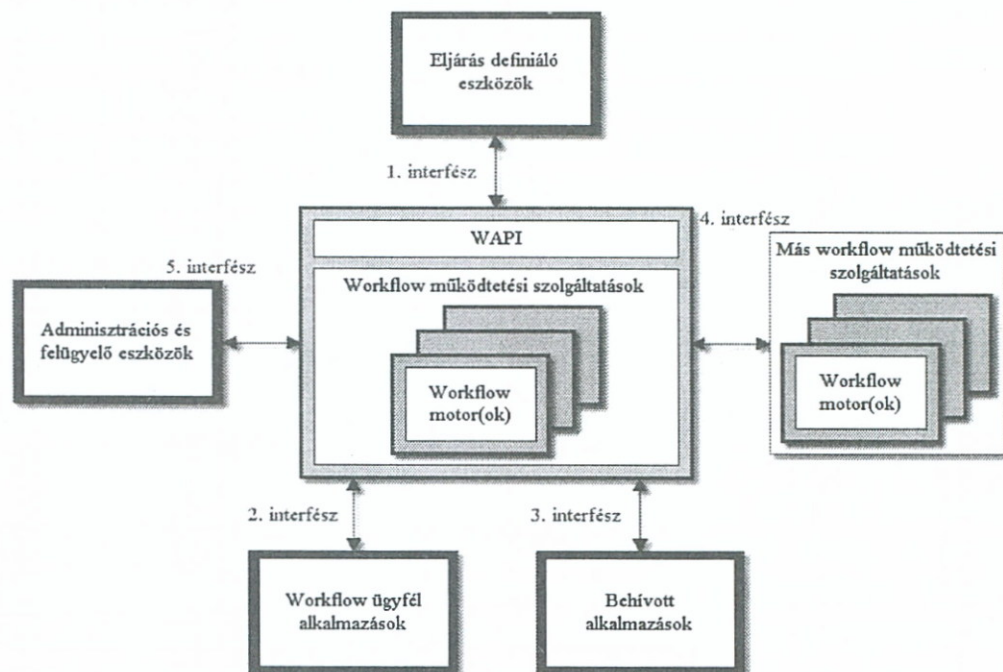 Eljárás definiáló
eszközök
1. interfész
4. interfész
WAPI
Más workflow működtetési
szolgáltatások
5. interfész
Workflow működtetési szolgáltatások
Adminisztrációs és
felügyelő eszközök
Workflow
motor(ok)
Workflow
motor(ok)
2. interfész
3. interfész
Workflow ügyfél
alkalmazások
Behívott
alkalmazások